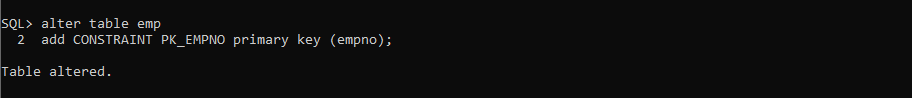 SQL> alter table emp
  2  add CONSTRAINT PK_EMPNO primary key (empno);
Table altered.